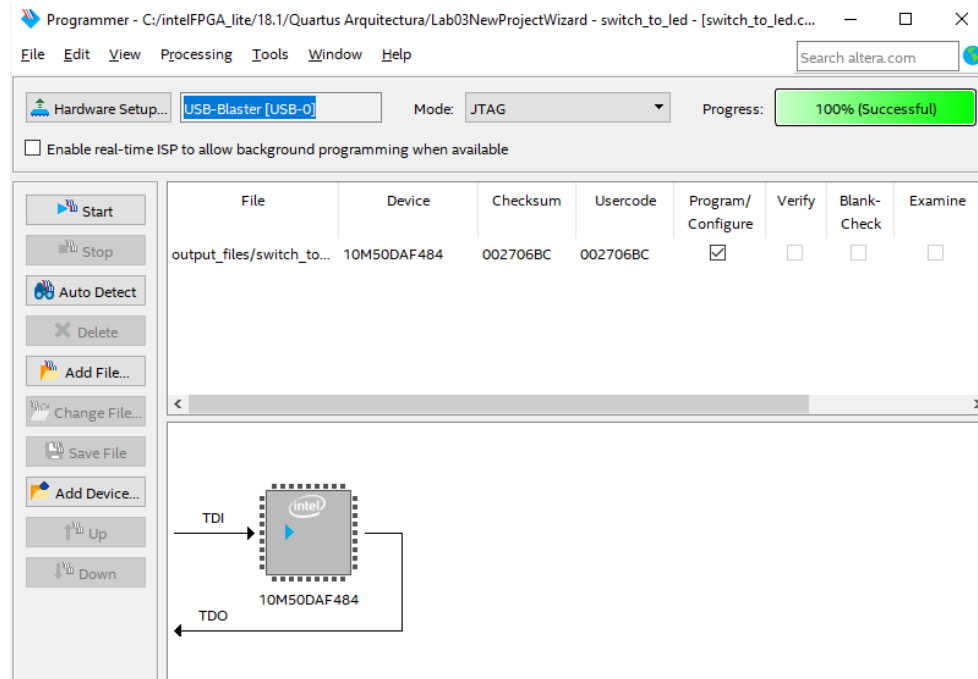 Programmer - C:/intelFPGA_lite/18.1/Quartus Arquitectura/Lab03NewProjectWizard - switch_to_led - [switch_to_led.c...
File Edit View Processing Tools Window Help
Search altera.com
Hardware Setup... USB-Blaster [USB-0] Mode: JTAG Progress: 100% (Successful)
Enable real-time ISP to allow background programming when available
Start
Stop
Auto Detect
Delete
Add File...
Change File...
Save File
Add Device...
Up
Down
File Device Checksum Usercode Program/ Verify Blank- Examine
Configure Check
output_files/switch_to... 10M50DAF484 002706BC 002706BC
intel
TDI
10M50DAF484
TDO